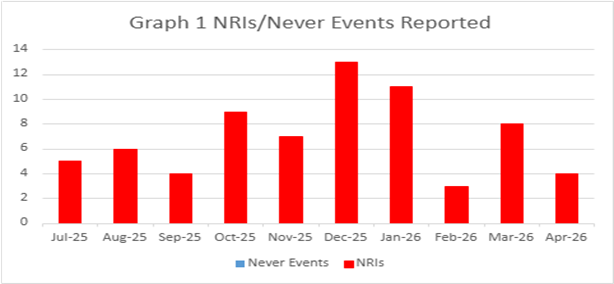 Graph 1 NRIs/Never Events Reported
14
12
10
8
6
4
2
0
Jul-25 Aug-25 Sep-25 Oct-25 Nov-25 Dec-25 Jan-26 Feb-26 Mar-26 Apr-26
Never Events NRIs